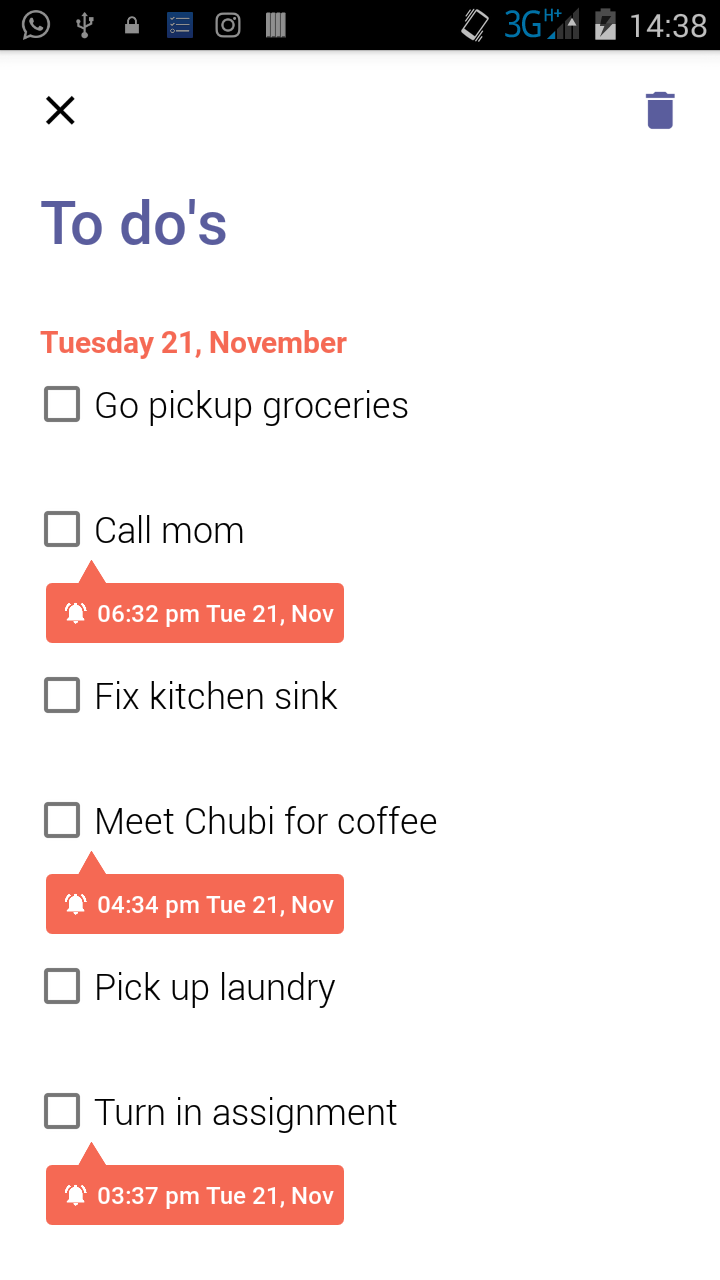 3G H+ 14:38
To do's
Tuesday 21, November
Go pickup groceries
Call mom
06:32 pm Tue 21, Nov
Fix kitchen sink
Meet Chubi for coffee
04:34 pm Tue 21, Nov
Pick up laundry
Turn in assignment
03:37 pm Tue 21, Nov